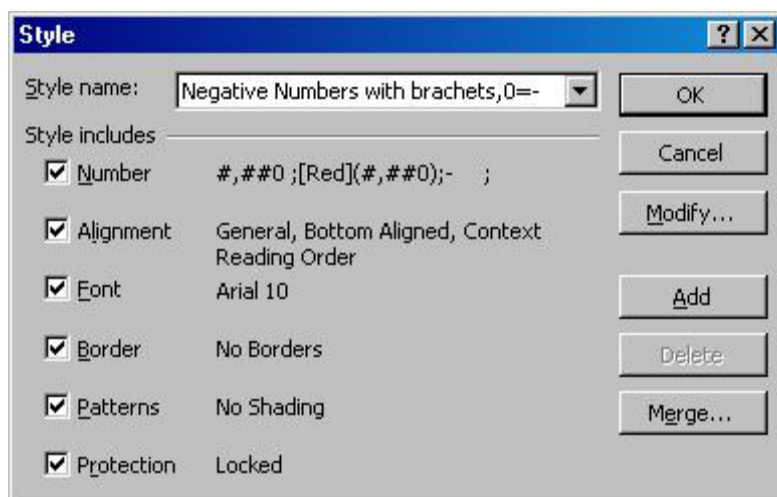 Style
Style name: Negative Numbers with brachets,0=- OK
Style includes
Cancel
Number #,##0 ;[Red](#,##0);-    ;
Modify...
Alignment General, Bottom Aligned, Context
Reading Order
Font Arial 10
Add
Border No Borders
Delete
Patterns No Shading
Merge...
Protection Locked